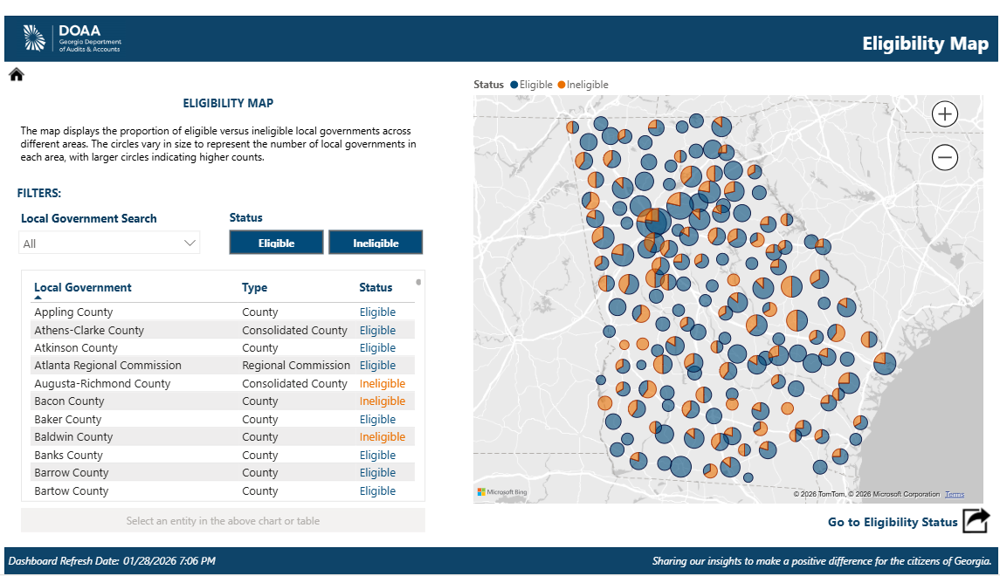 DOAA
Georgia Department
of Audits & Accounts
Eligibility Map
ELIGIBILITY MAP
The map displays the proportion of eligible versus ineligible local governments across
different areas. The circles vary in size to represent the number of local governments in
each area, with larger circles indicating higher counts.
FILTERS:
Local Government Search
Status
All
Eligible
Ineligible
Local Government Type Status
Appling County County Eligible
Athens-Clarke County Consolidated County Eligible
Atkinson County County Eligible
Atlanta Regional Commission Regional Commission Eligible
Augusta-Richmond County Consolidated County Ineligible
Bacon County County Ineligible
Baker County County Eligible
Baldwin County County Ineligible
Banks County County Eligible
Barrow County County Eligible
Bartow County County Eligible
Select an entity in the above chart or table
Status Eligible Ineligible
Microsoft Bing
© 2026 TomTom, © 2026 Microsoft Corporation Terms
Go to Eligibility Status
Dashboard Refresh Date: 01/28/2026 7:06 PM
Sharing our insights to make a positive difference for the citizens of Georgia.